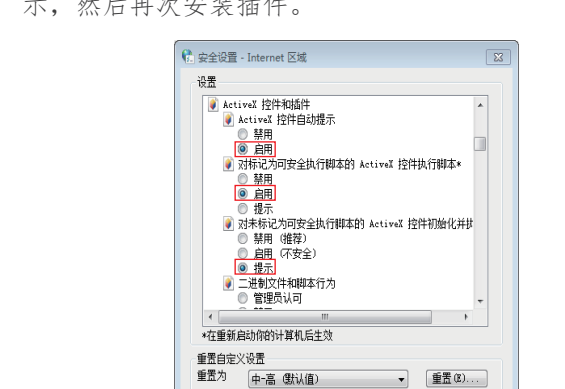 示，然后再次安装插件。
安全设置 - Internet 区域
设置
ActiveX 控件和插件
ActiveX 控件自动提示
禁用
启用
对标记为可安全执行脚本的 ActiveX 控件执行脚本*
禁用
启用
提示
对未标记为可安全执行脚本的 ActiveX 控件初始化并执
禁用（推荐）
启用（不安全）
提示
二进制文件和脚本行为
管理员认可
*在重新启动你的计算机后生效
重置自定义设置
重置为
中-高（默认值）
重置(E)...